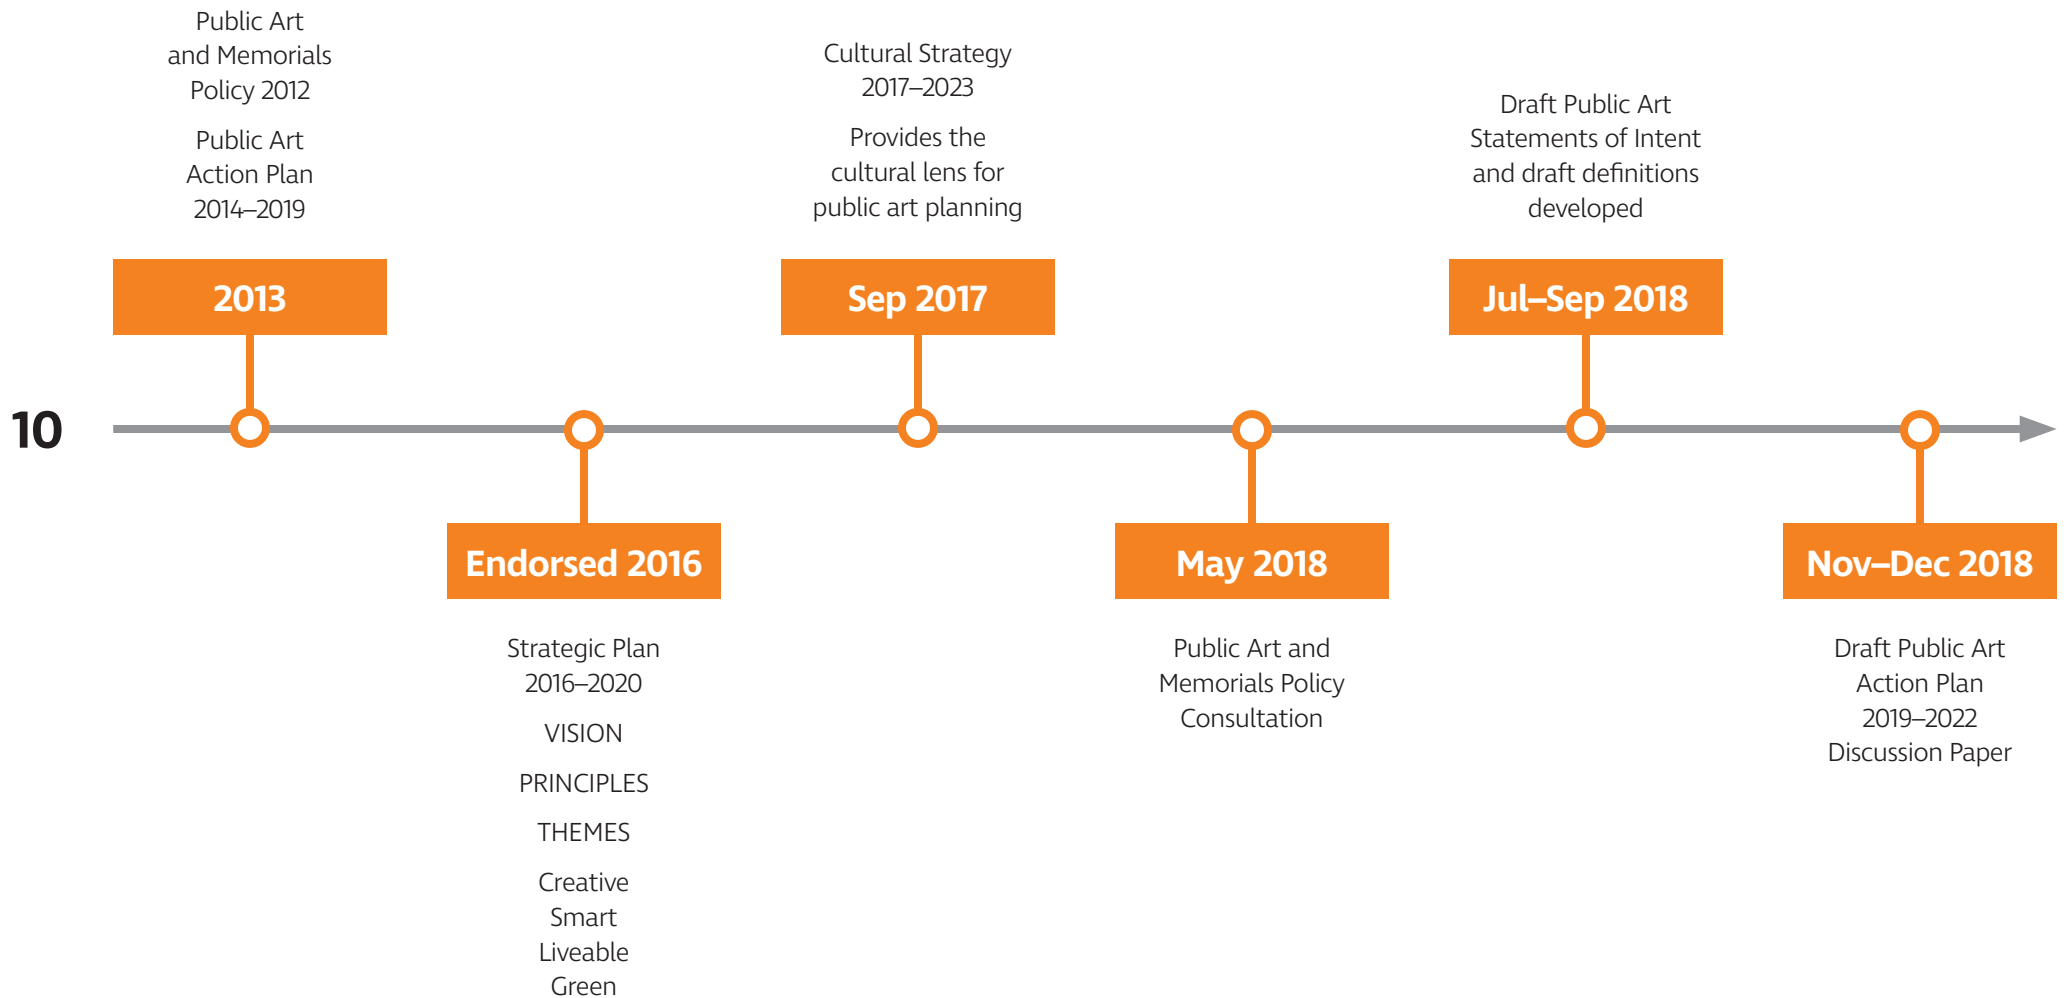 Public Art
and Memorials
Policy 2012
Public Art
Action Plan
2014–2019
2013
Cultural Strategy
2017–2023
Provides the
cultural lens for
public art planning
Sep 2017
Draft Public Art
Statements of Intent
and draft definitions
developed
Jul–Sep 2018
10
Endorsed 2016
Strategic Plan
2016–2020
VISION
PRINCIPLES
THEMES
Creative
Smart
Liveable
Green
May 2018
Public Art and
Memorials Policy
Consultation
Nov–Dec 2018
Draft Public Art
Action Plan
2019–2022
Discussion Paper